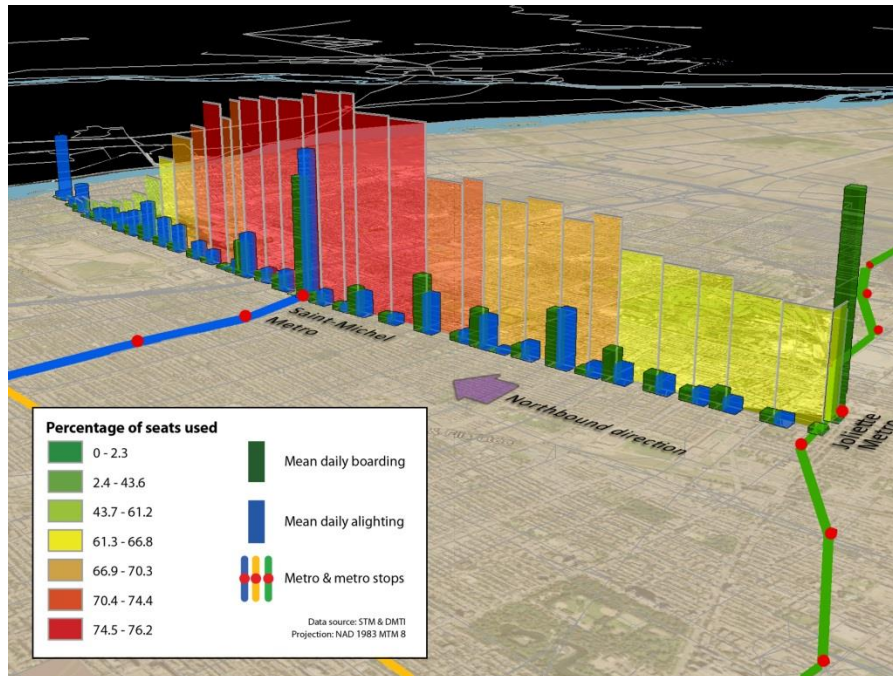 Saint-Michel
Metro
Northbound direction
Joliette
Metro
Percentage of seats used
0 - 2.3
2.4 - 43.6
43.7 - 61.2
61.3 - 66.8
66.9 - 70.3
70.4 - 74.4
74.5 - 76.2
Mean daily boarding
Mean daily alighting
Metro & metro stops
Data source: STM & DMTI
Projection: NAD 1983 MTM 8